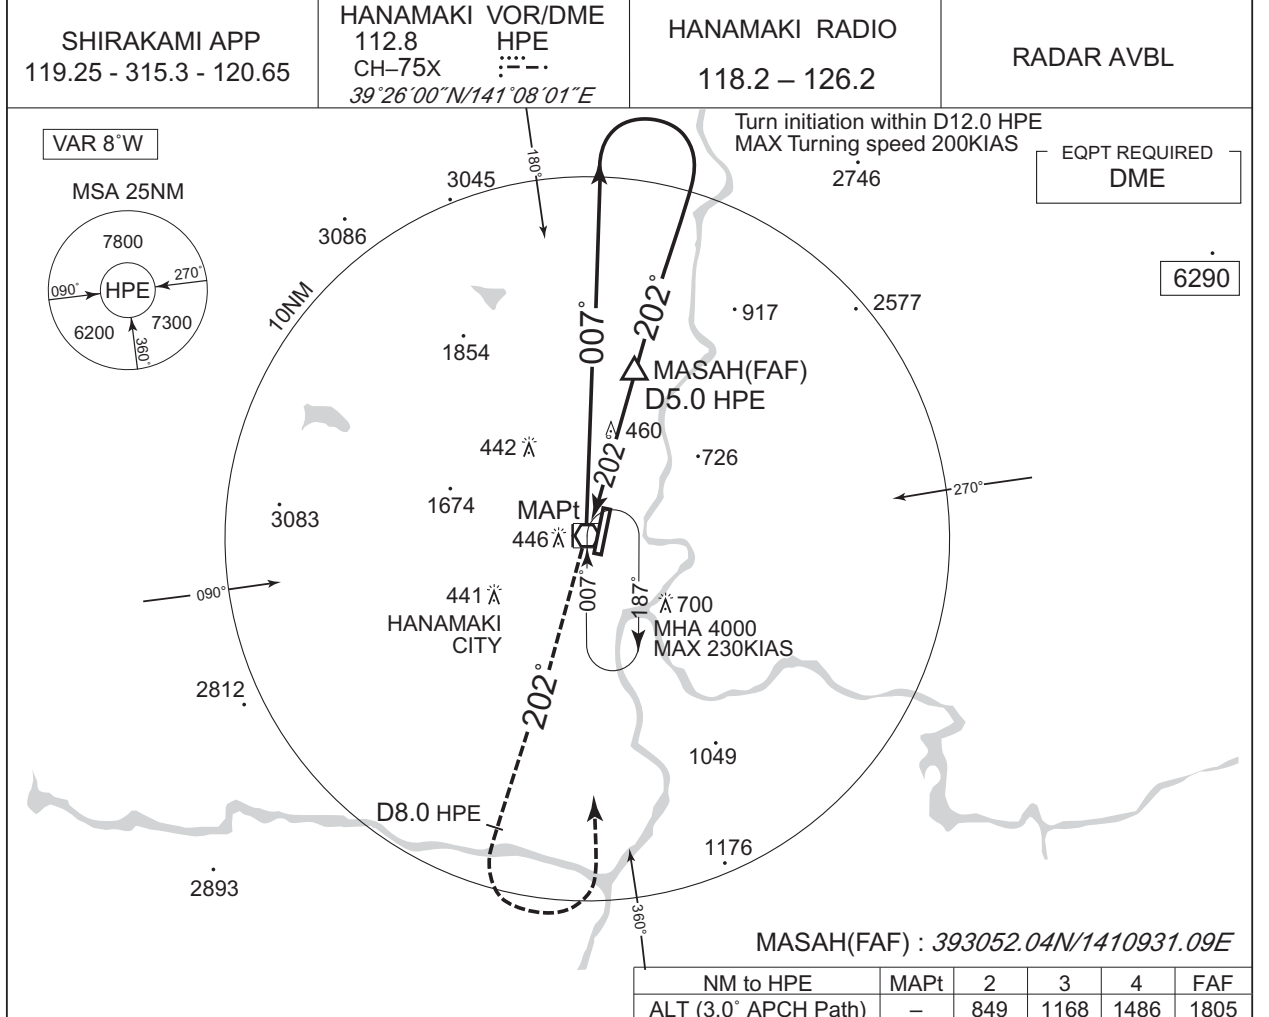 SHIRAKAMI APP
119.25 - 315.3 - 120.65
HANAMAKI VOR/DME
112.8 HPE
CH–75X
39˚26′00″N/141˚08′01″E
HANAMAKI RADIO
118.2 – 126.2
RADAR AVBL
VAR 8˚W
MSA 25NM
7800
090˚
HPE
270˚
6200
7300
360˚
Turn initiation within D12.0 HPE
MAX Turning speed 200KIAS
EQPT REQUIRED
DME
180˚
3045
2746
3086
6290
10NM
007˚
202˚
917
2577
1854
MASAH(FAF)
D5.0 HPE
460
442
202˚
726
270˚
1674
MAPt
3083
446
090˚
441
007˚
187˚
700
HANAMAKI
CITY
MHA 4000
MAX 230KIAS
2812
202˚
1049
D8.0 HPE
1176
2893
360˚
MASAH(FAF) : 393052.04N/1410931.09E
NM to HPE MAPt 2 3 4 FAF
ALT (3.0˚ APCH Path) – 849 1168 1486 1805